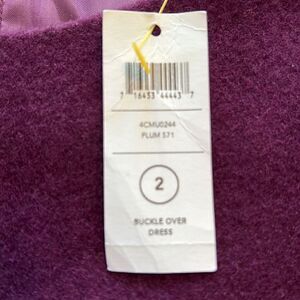 7 16453 44443 7
4CMU0244
PLUM 571
2
BUCKLE OVER
DRESS